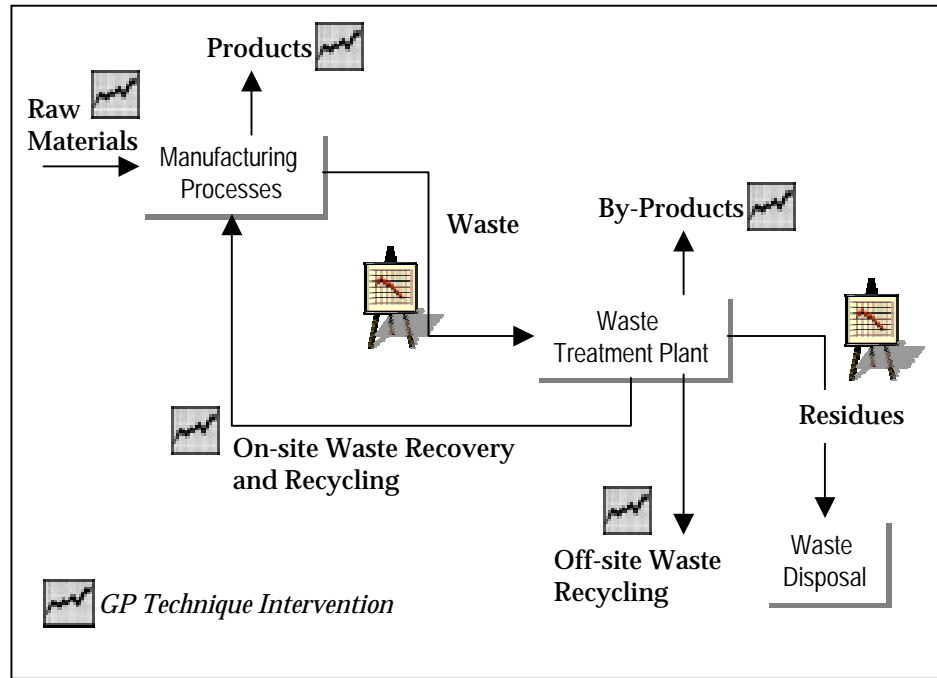 Products
Raw
Materials
Manufacturing
Processes
Waste
By-Products
Waste
Treatment Plant
Residues
On-site Waste Recovery
and Recycling
Off-site Waste
Recycling
Waste
Disposal
GP Technique Intervention